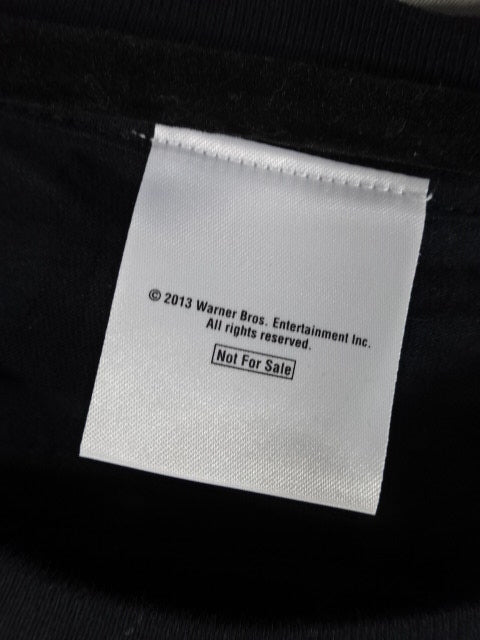 © 2013 Warner Bros. Entertainment Inc.
All rights reserved.
Not For Sale